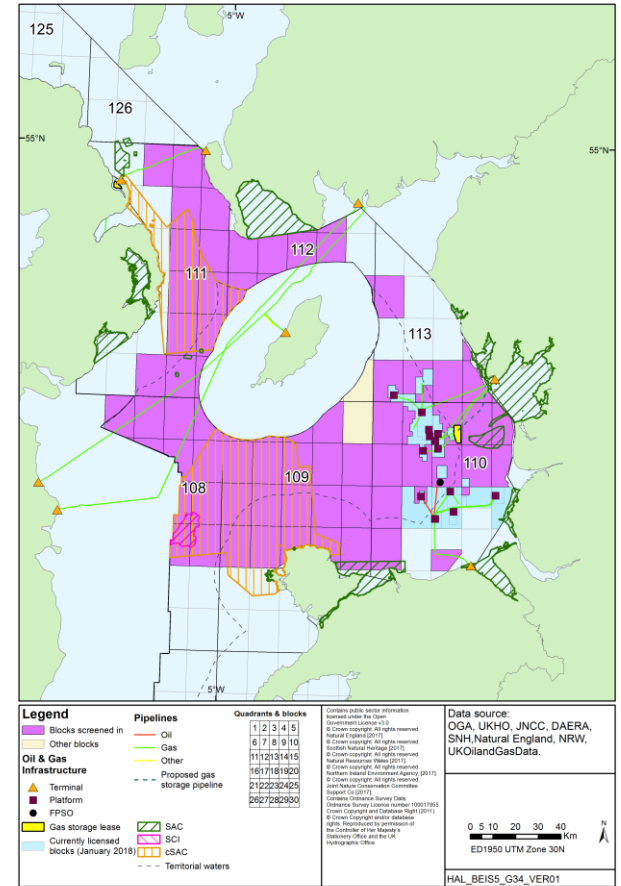 125
5°W
126
55°N
55°N
112
111
113
110
109
108
5°W
Legend
Blocks screened in
Other blocks
Oil & Gas
Infrastructure
Terminal
Platform
FPSO
Gas storage lease
Currently licensed
blocks (January 2018)
Pipelines
Oil
Gas
Other
Proposed gas
storage pipeline
SAC
SCI
cSAC
Territorial waters
Quadrants & blocks
1 2 3 4 5
6 7 8 9 10
11 12 13 14 15
16 17 18 19 20
21 22 23 24 25
26 27 28 29 30
Contains public sector information
licensed under the Open
Government Licence v3.0
© Crown copyright. All rights reserved.
Natural England [2017].
© Crown copyright. All rights reserved.
Scottish Natural Heritage [2017].
© Crown copyright. All rights reserved.
Natural Resources Wales [2017].
© Crown copyright. All rights reserved.
Northern Ireland Environment Agency, [2017].
© Crown copyright. All rights reserved.
Joint Nature Conservation Committee
Support Co [2017].
Contains Ordnance Survey Data.
Ordnance Survey Licence number 100017955.
Crown Copyright and Database Right (2011).
© Crown Copyright and/or database
rights. Reproduced by permission of
the Controller of Her Majesty's
Stationery Office and the UK
Hydrographic Office
Data source:
OGA, UKHO, JNCC, DAERA,
SNH,Natural England, NRW,
UKOilandGasData.
0 5 10 20 30 40
Km
N
ED1950 UTM Zone 30N
HAL_BEIS5_G34_VER01